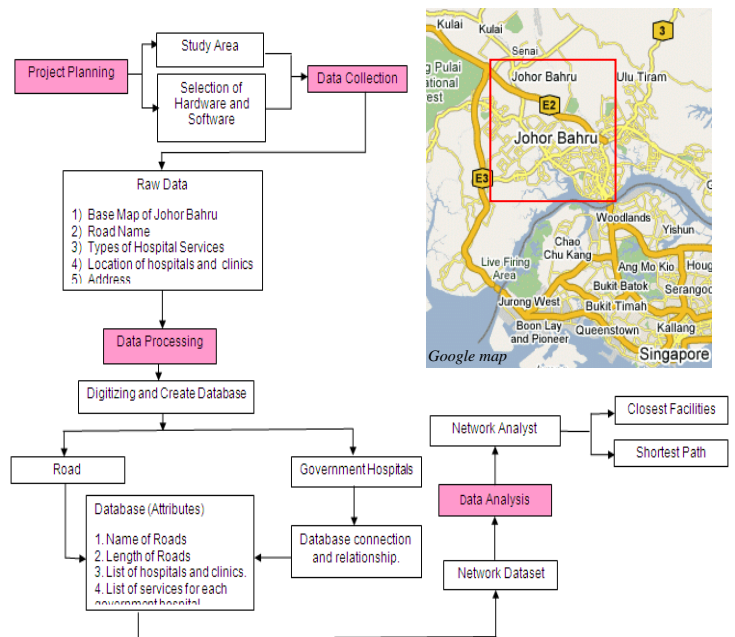 Project Planning
Study Area
Selection of
Hardware and
Software
Data Collection
Raw Data
1) Base Map of Johor Bahru
2) Road Name
3) Types of Hospital Services
4) Location of hospitals and clinics
5) Address
Data Processing
Digitizing and Create Database
Road
Government Hospitals
Database (Attributes)
1. Name of Roads
2. Length of Roads
3. List of hospitals and clinics.
4. List of services for each
government hospital
Database connection
and relationship.
Network Dataset
Data Analysis
Network Analyst
Closest Facilities
Shortest Path
Kulai
Kulai
3
Senai
g Pulai
ational
est
Johor Bahru
Ulu Tiram
E2
Johor Bahru
E3
Woodlands
Yishun
Chao
Chu Kang
Live Firing
Area
Ang Mo Kio
Houg
Bukit Batok
Serangoo
Jurong West
Bukit Timah
Boon Lay
and Pioneer
Queenstown
Kallang
Google map
Singapore